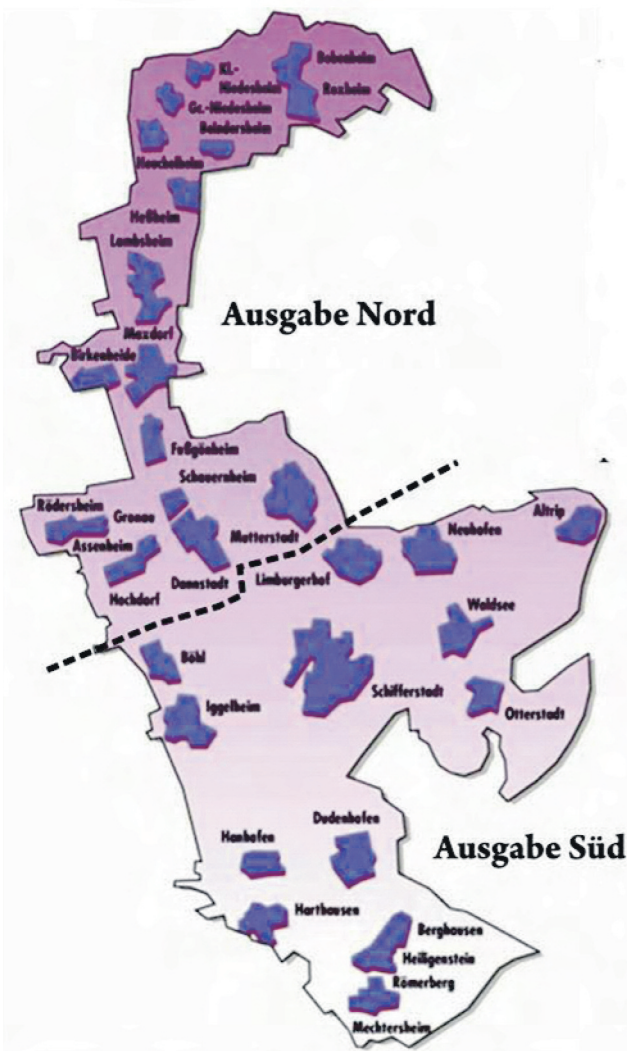 Bobenheim
Kl.-
Niedesheim
Roxheim
Gr.-Niedesheim
Beindersheim
Heuchelheim
Heßheim
Lambsheim
Ausgabe Nord
Maxdorf
Birkenheide
Fußgönheim
Schauernheim
Rödersheim
Gronau
Assenheim
Mutterstadt
Neuhofen
Altrip
Hochdorf
Dannstadt
Limburgerhof
Waldsee
Böhl
Schifferstadt
Iggelheim
Otterstadt
Dudenhofen
Hanhofen
Ausgabe Süd
Harthausen
Berghausen
Heiligenstein
Römerberg
Mechtersheim